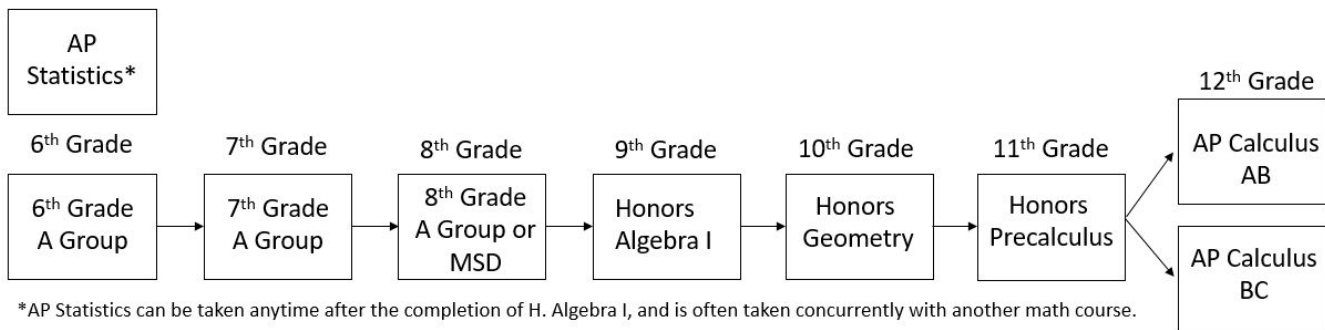 AP
Statistics*
6th Grade
7th Grade
8th Grade
9th Grade
10th Grade
11th Grade
12th Grade
6th Grade
A Group
7th Grade
A Group
8th Grade
A Group or
MSD
Honors
Algebra I
Honors
Geometry
Honors
Precalculus
AP Calculus
AB
AP Calculus
BC
*AP Statistics can be taken anytime after the completion of H. Algebra I, and is often taken concurrently with another math course.